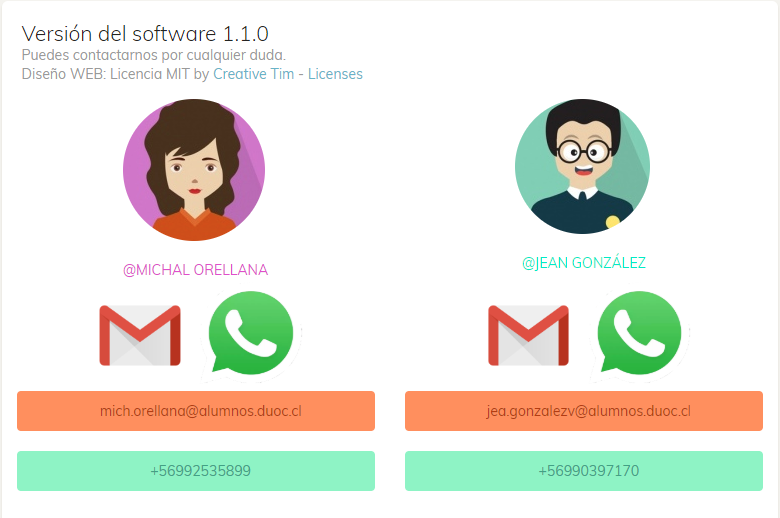 Versión del software 1.1.0
Puedes contactarnos por cualquier duda.
Diseño WEB: Licencia MIT by Creative Tim - Licenses
@MICHAL ORELLANA
@JEAN GONZÁLEZ
mich.orellana@alumnos.duoc.cl
jea.gonzalezv@alumnos.duoc.cl
+56992535899
+56990397170